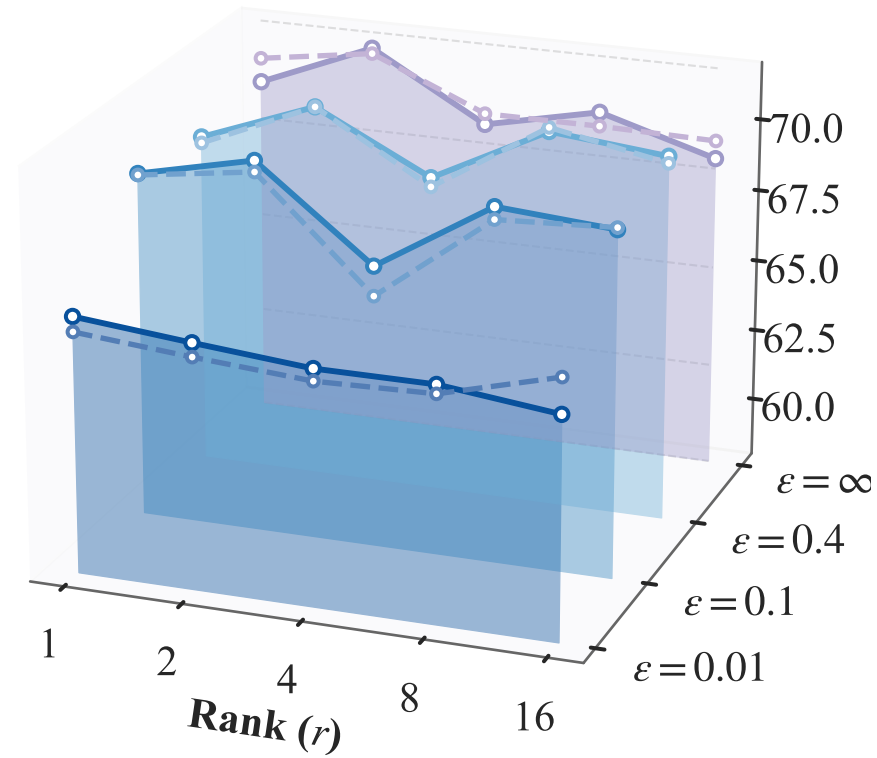 70.0
67.5
65.0
62.5
60.0
ε = ∞
ε = 0.4
ε = 0.1
ε = 0.01
1
2
4
8
16
Rank (r)